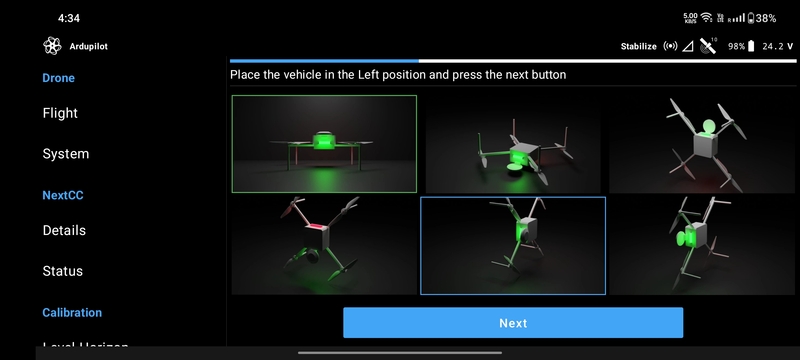 4:34
5.00 KB/S
38%
Ardupilot
Stabilize
10
98%
24.2 V
Drone
Place the vehicle in the Left position and press the next button
Flight
System
NextCC
Details
Status
Calibration
Level Horizon
Next